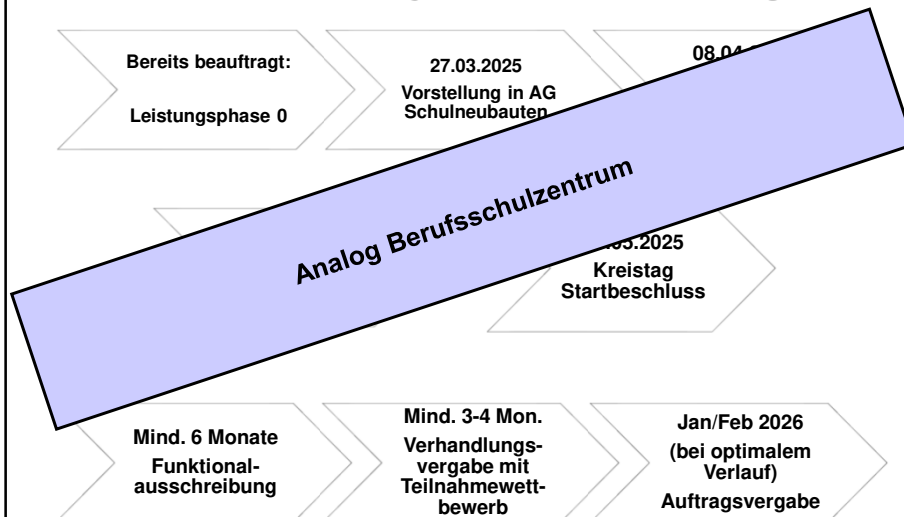 Bereits beauftragt:
Leistungsphase 0
27.03.2025
Vorstellung in AG
Schulneubauten
Analog Berufsschulzentrum
Kreistag
Startbeschluss
Mind. 6 Monate
Funktional-
ausschreibung
Mind. 3-4 Mon.
Verhandlungs-
vergabe mit
Teilnahmewett-
bewerb
Jan/Feb 2026
(bei optimalem
Verlauf)
Auftragsvergabe